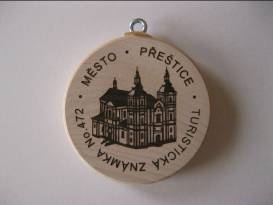 MĚSTO • PŘEŠTICE •
TURISTICKÁ ZNÁMKA No. 472 •